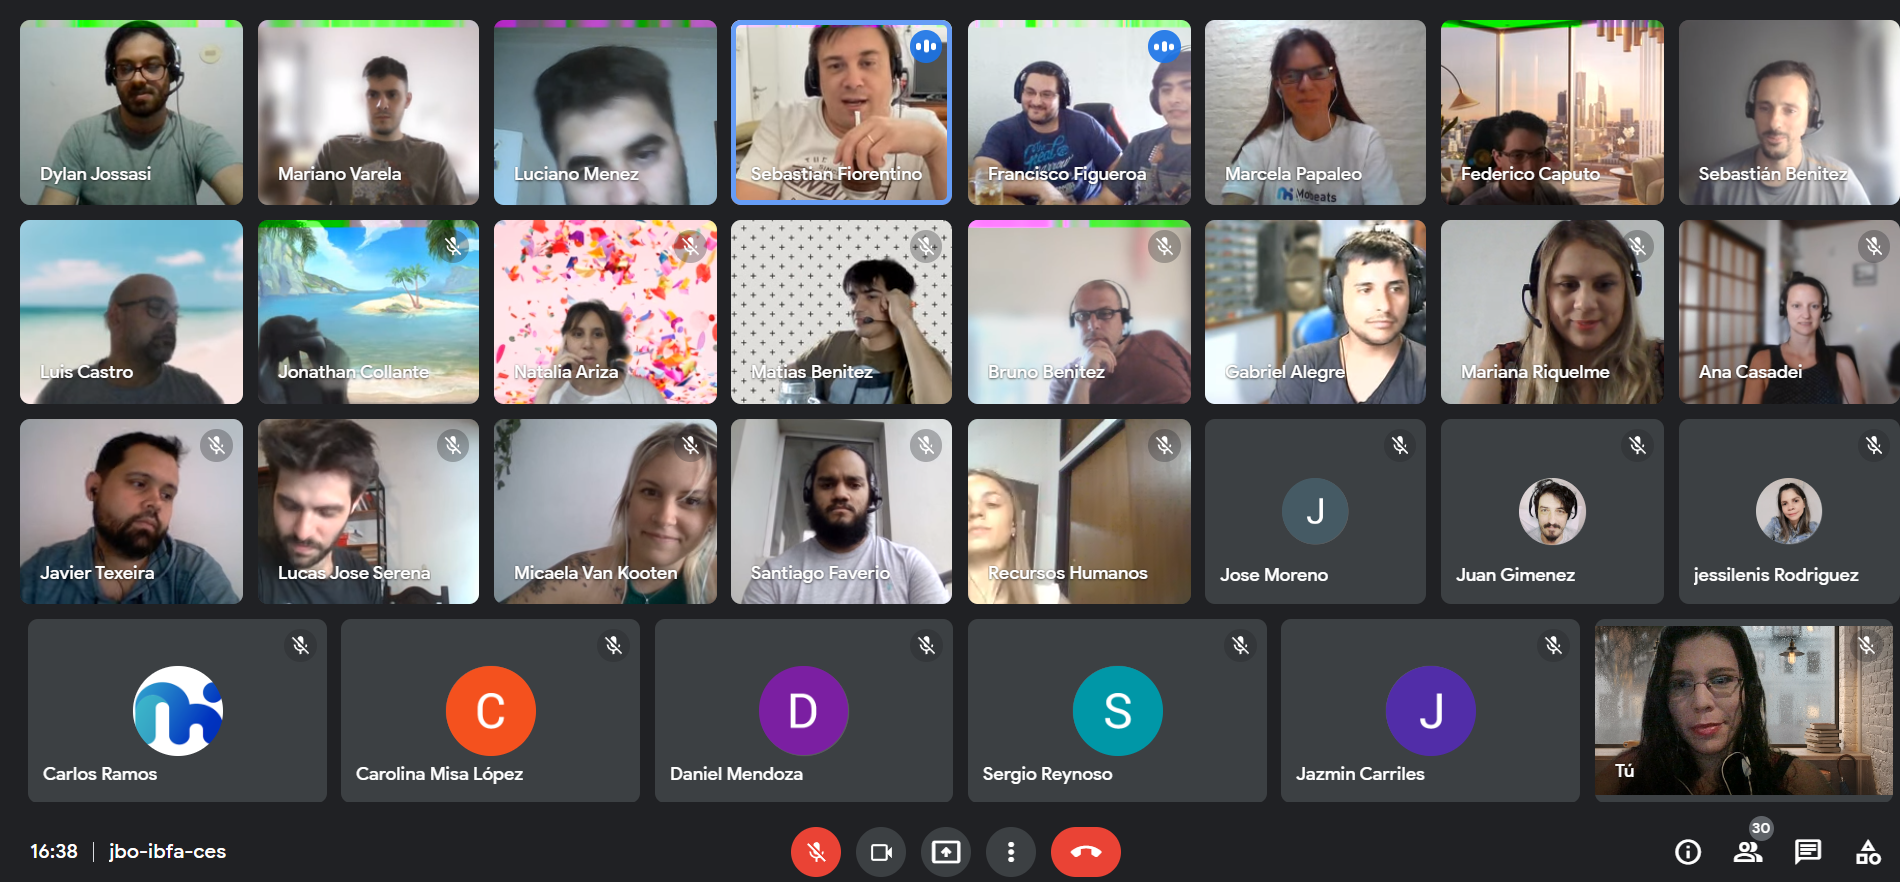 Dylan Jossasi
Mariano Varela
Luciano Menez
Sebastian Fiorentino
Francisco Figueroa
Marcela Papaleo
Federico Caputo
Sebastián Benitez
Luis Castro
Jonathan Collante
Natalia Ariza
Matias Benitez
Bruno Benitez
Gabriel Alegre
Mariana Riquelme
Ana Casadei
Javier Texeira
Lucas Jose Serena
Micaela Van Kooten
Santiago Faverio
Recursos Humanos
J
Jose Moreno
Juan Gimenez
jessilenis Rodriguez
Carlos Ramos
C
Carolina Misa López
D
Daniel Mendoza
S
Sergio Reynoso
J
Jazmin Carriles
Tú
16:38
jbo-ibfa-ces
30